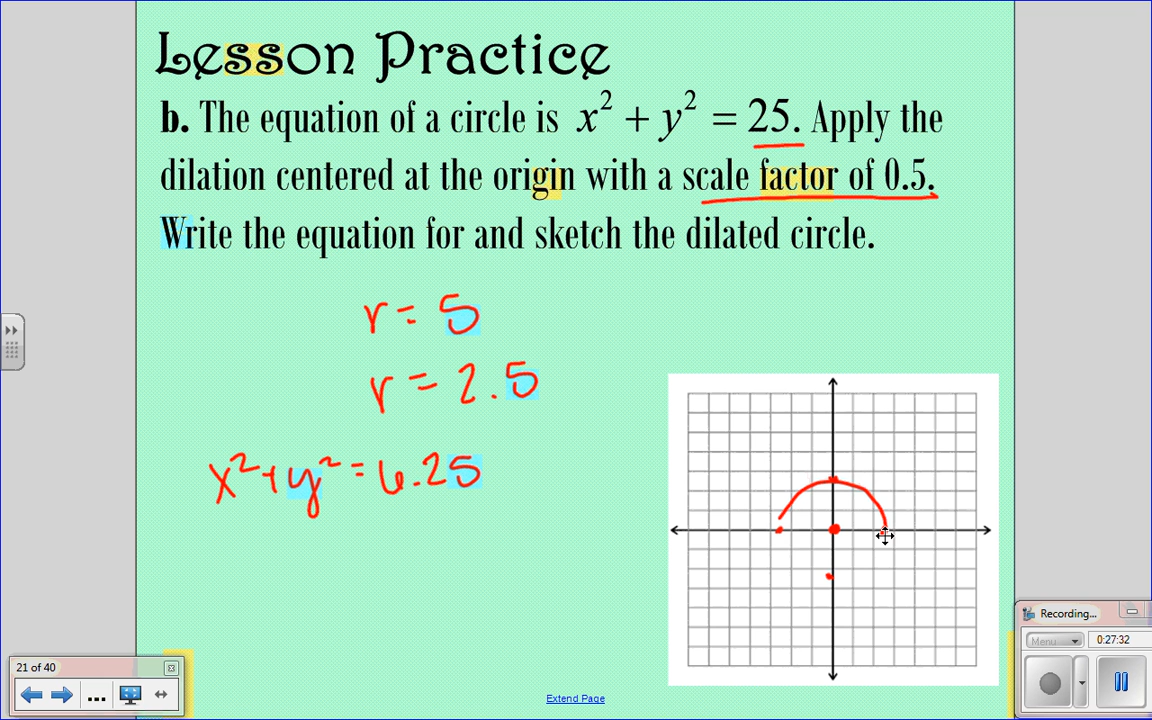 Lesson Practice
b. The equation of a circle is x² + y² = 25. Apply the
dilation centered at the origin with a scale factor of 0.5.
Write the equation for and sketch the dilated circle.
r = 5
r = 2.5
x² + y² = 6.25
Recording...
Menu
0:27:32
21 of 40
...
Extend Page